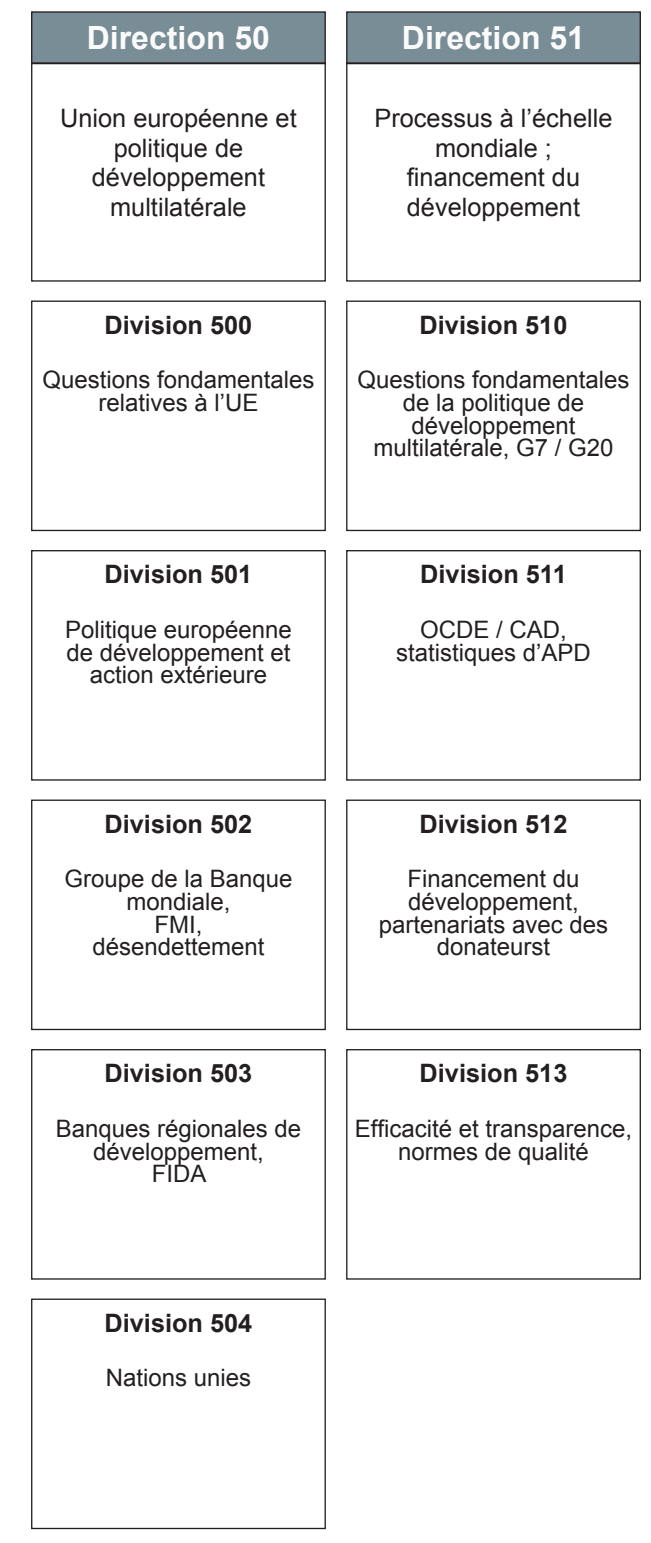 Direction 50
Union européenne et
politique de
développement
multilatérale
Division 500
Questions fondamentales
relatives à l’UE
Division 501
Politique européenne
de développement et
action extérieure
Division 502
Groupe de la Banque
mondiale,
FMI,
désendettement
Division 503
Banques régionales de
développement,
FIDA
Division 504
Nations unies
Direction 51
Processus à l’échelle
mondiale ;
financement du
développement
Division 510
Questions fondamentales
de la politique de
développement
multilatérale, G7 / G20
Division 511
OCDE / CAD,
statistiques d’APD
Division 512
Financement du
développement,
partenariats avec des
donateurst
Division 513
Efficacité et transparence,
normes de qualité